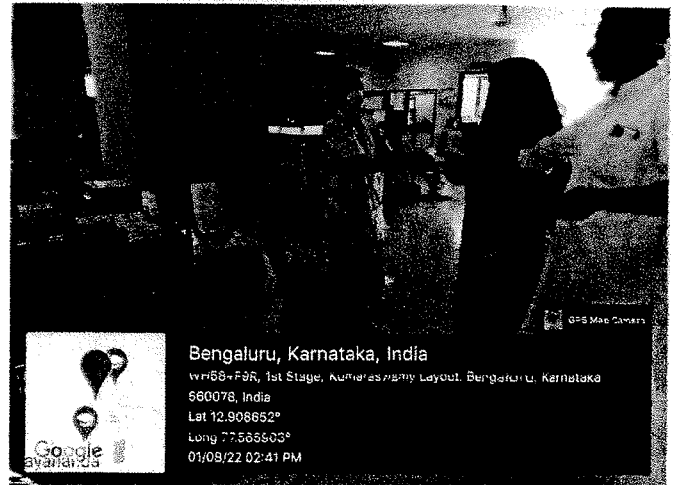 GPS Map Camera
Bengaluru, Karnataka, India
WH58+F9R, 1st Stage, Kumaraswamy Layout, Bengaluru, Karnataka
560078, India
Lat 12.908652°
Long 77.565903°
01/08/22 02:41 PM
Google